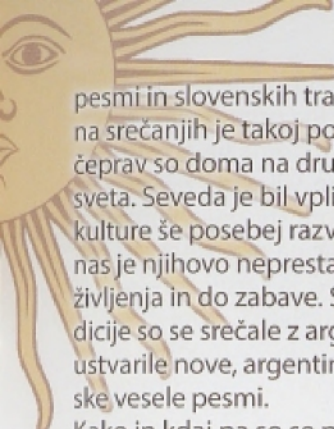 pesmi in slovenskih tra
na srečanjih je takoj po
čeprav so doma na dru
sveta. Seveda je bil vpli
kulture še posebej razv
nas je njihovo nepresta
življenja in do zabave. S
dicije so se srečale z arg
ustvarile nove, argentin
ske vesele pesmi.